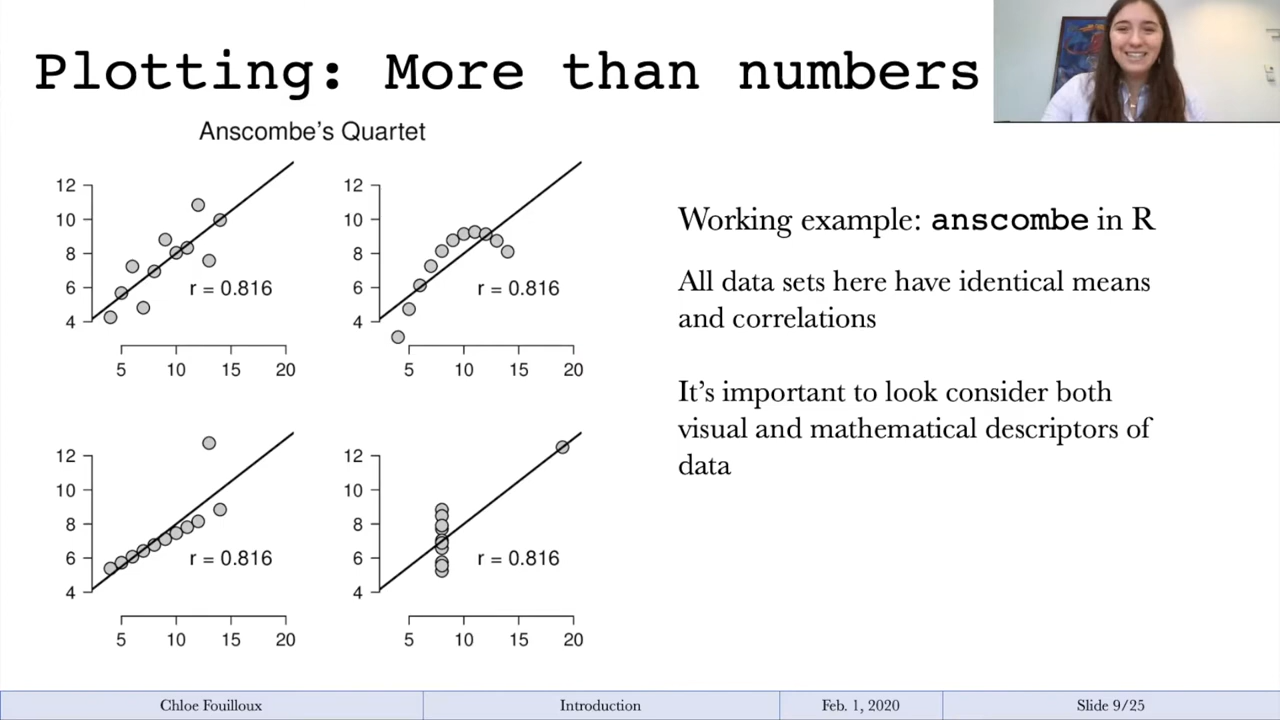 Plotting: More than numbers
Anscombe's Quartet
12
10
8
6
4
r = 0.816
5 10 15 20
12
10
8
6
4
r = 0.816
5 10 15 20
12
10
8
6
4
r = 0.816
5 10 15 20
12
10
8
6
4
r = 0.816
5 10 15 20
Working example: anscombe in R
All data sets here have identical means
and correlations
It's important to look consider both
visual and mathematical descriptors of
data
Chloe Fouilloux Introduction Feb. 1, 2020 Slide 9/25